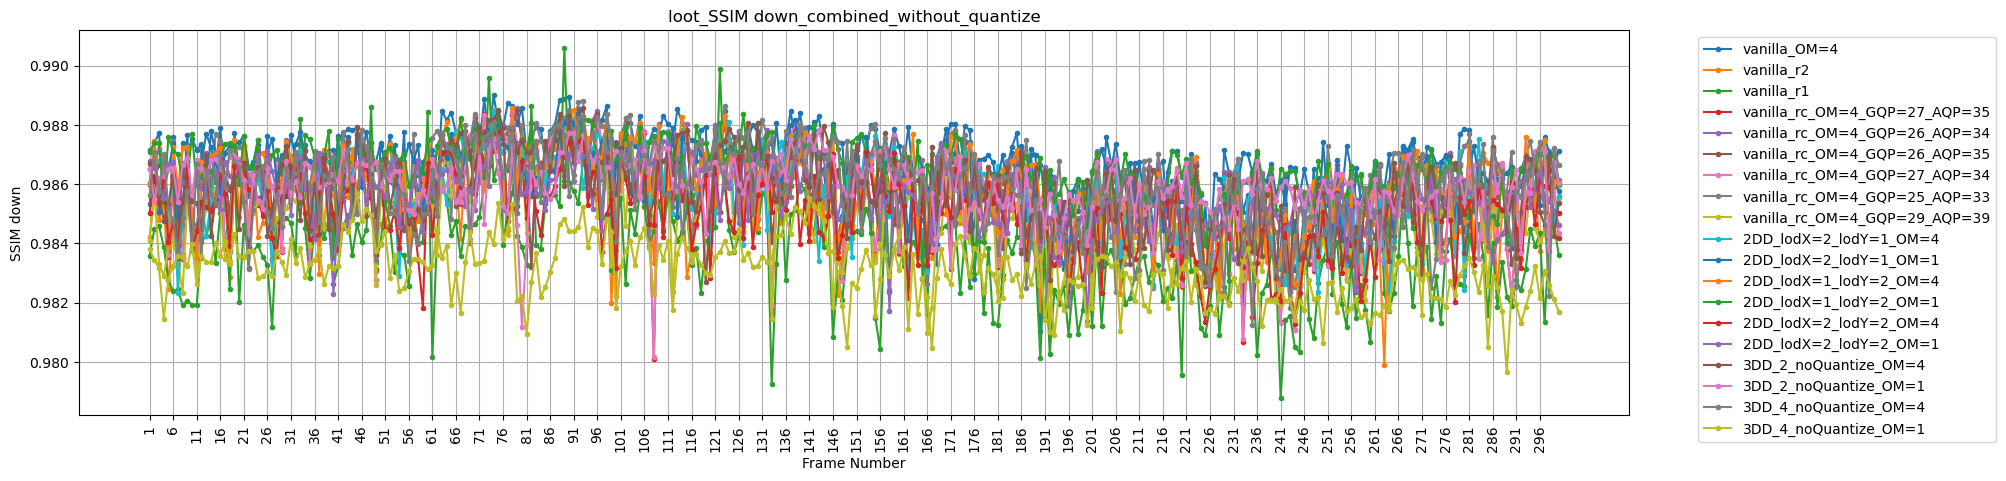 loot_SSIM down_combined_without_quantize
SSIM down
0.990
0.988
0.986
0.984
0.982
0.980
1 6 11 16 21 26 31 36 41 46 51 56 61 66 71 76 81 86 91 96 101 106 111 116 121 126 131 136 141 146 151 156 161 166 171 176 181 186 191 196 201 206 211 216 221 226 231 236 241 246 251 256 261 266 271 276 281 286 291 296
Frame Number
vanilla_OM=4
vanilla_r2
vanilla_r1
vanilla_rc_OM=4_GQP=27_AQP=35
vanilla_rc_OM=4_GQP=26_AQP=34
vanilla_rc_OM=4_GQP=26_AQP=35
vanilla_rc_OM=4_GQP=27_AQP=34
vanilla_rc_OM=4_GQP=25_AQP=33
vanilla_rc_OM=4_GQP=29_AQP=39
2DD_lodX=2_lodY=1_OM=4
2DD_lodX=2_lodY=1_OM=1
2DD_lodX=1_lodY=2_OM=4
2DD_lodX=1_lodY=2_OM=1
2DD_lodX=2_lodY=2_OM=4
2DD_lodX=2_lodY=2_OM=1
3DD_2_noQuantize_OM=4
3DD_2_noQuantize_OM=1
3DD_4_noQuantize_OM=4
3DD_4_noQuantize_OM=1